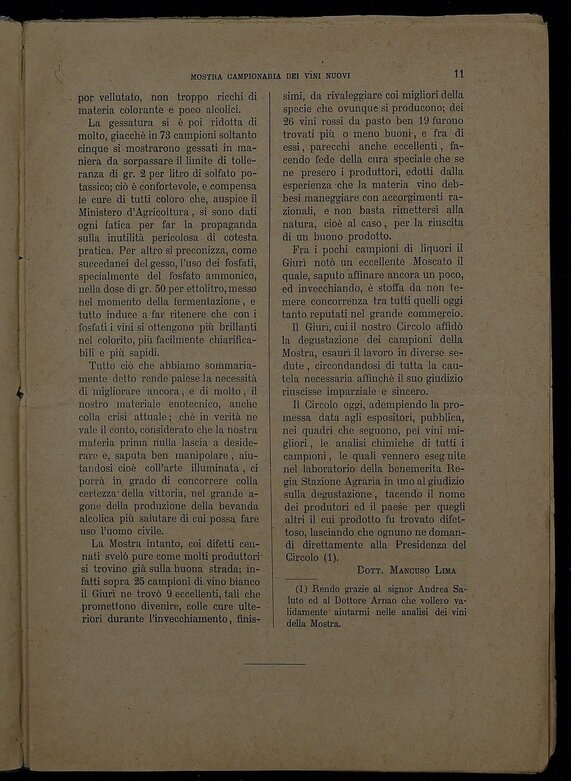 MOSTRA CAMPIONARIA DEI VINI NUOVI
11
por vellutato, non troppo ricchi di
materia colorante e poco alcolici.
La gessatura si è poi ridotta di
molto, giacchè in 73 campioni soltanto
cinque si mostrarono gessati in ma-
niera da sorpassare il limite di tolle-
ranza di gr. 2 per litro di solfato po-
tassico; ciò è confortevole, e compensa
le cure di tutti coloro che, auspice il
Ministero d'Agricoltura, si sono dati
ogni fatica per far la propaganda
sulla inutilità pericolosa di cotesta
pratica. Per altro si preconizza, come
succedanei del gesso, l'uso dei fosfati,
specialmente del fosfato ammonico,
nella dose di gr. 50 per ettolitro, messo
nel momento della fermentazione, e
tutto induce a far ritenere che con i
fosfati i vini si ottengono più brillanti
nel colorito, più facilmente chiarifica-
bili e più sapidi.
Tutto ciò che abbiamo sommaria-
mente detto rende palese la necessità
di migliorare ancora, e di molto, il
nostro materiale enotecnico, anche
colla crisi attuale; chè in verità ne
vale il conto, considerato che la nostra
materia prima nulla lascia a deside-
rare e, saputa ben manipolare, aiu-
tandosi cioè coll'arte illuminata, ci
porrà in grado di concorrere colla
certezza della vittoria, nel grande a-
gone della produzione della bevanda
alcolica più salutare di cui possa fare
uso l'uomo civile.
La Mostra intanto, coi difetti cen-
nati svelò pure come molti produttori
si trovino già sulla buona strada; in-
fatti sopra 25 campioni di vino bianco
il Giurì ne trovò 9 eccellenti, tali che
promettono divenire, colle cure ulte-
riori durante l'invecchiamento, finis-
simi, da rivaleggiare coi migliori della
specie che ovunque si producono; dei
26 vini rossi da pasto ben 19 furono
trovati più o meno buoni, e fra di
essi, parecchi anche eccellenti, fa-
cendo fede della cura speciale che se
ne presero i produttori, edotti dalla
esperienza che la materia vino deb-
besi maneggiare con accorgimenti ra-
zionali, e non basta rimettersi alla
natura, cioè al caso, per la riuscita
di un buono prodotto.
Fra i pochi campioni di liquori il
Giurì notò un eccellente Moscato il
quale, saputo affinare ancora un poco,
ed invecchiando, è stoffa da non te-
mere concorrenza tra tutti quelli oggi
tanto reputati nel grande commercio.
Il Giurì, cui il nostro Circolo affidò
la degustazione dei campioni della
Mostra, esaurì il lavoro in diverse se-
dute, circondandosi di tutta la cau-
tela necessaria affinchè il suo giudizio
riuscisse imparziale e sincero.
Il Circolo oggi, adempiendo la pro-
messa data agli espositori, pubblica,
nei quadri che seguono, pei vini mi-
gliori, le analisi chimiche di tutti i
campioni, le quali vennero eseguite
nel laboratorio della benemerita Re-
gia Stazione Agraria in uno al giudizio
sulla degustazione, tacendo il nome
dei produttori ed il paese per quegli
altri il cui prodotto fu trovato difet-
toso, lasciando che ognuno ne doman-
di direttamente alla Presidenza del
Circolo (1).
DOTT. MANCUSO LIMA
(1) Rendo grazie al signor Andrea Sa-
luto ed al Dottore Arnao che vollero va-
lidamente aiutarmi nelle analisi dei vini
della Mostra.